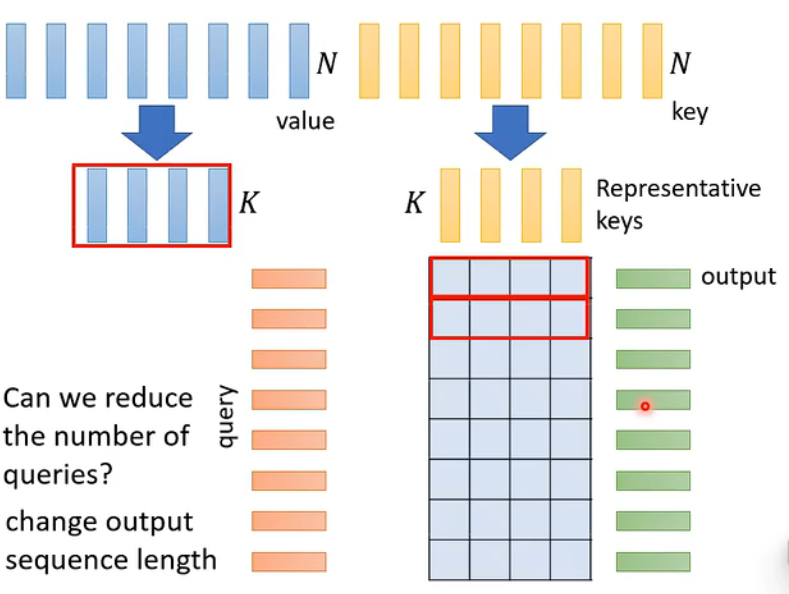 N
N
value
key
K
K
Representative
keys
output
query
Can we reduce
the number of
queries?
change output
sequence length